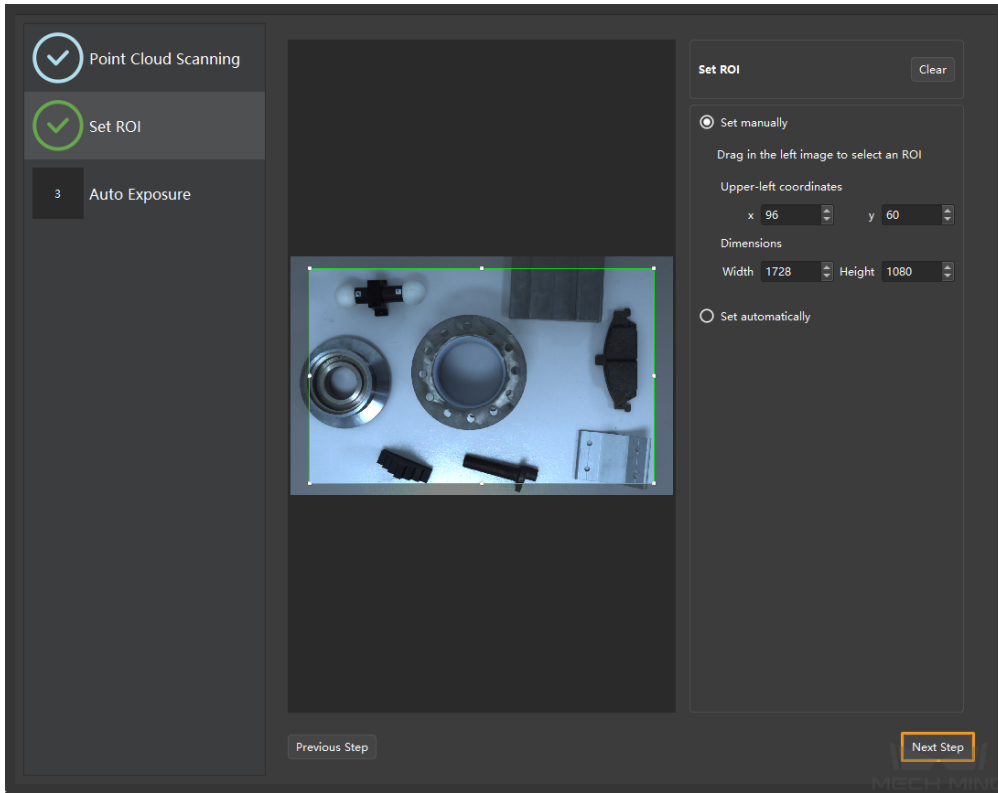 Point Cloud Scanning
Set ROI
3 Auto Exposure
Set ROI Clear
Set manually
Drag in the left image to select an ROI
Upper-left coordinates
x 96 y 60
Dimensions
Width 1728 Height 1080
Set automatically
Previous Step
Next Step
MECH MIND